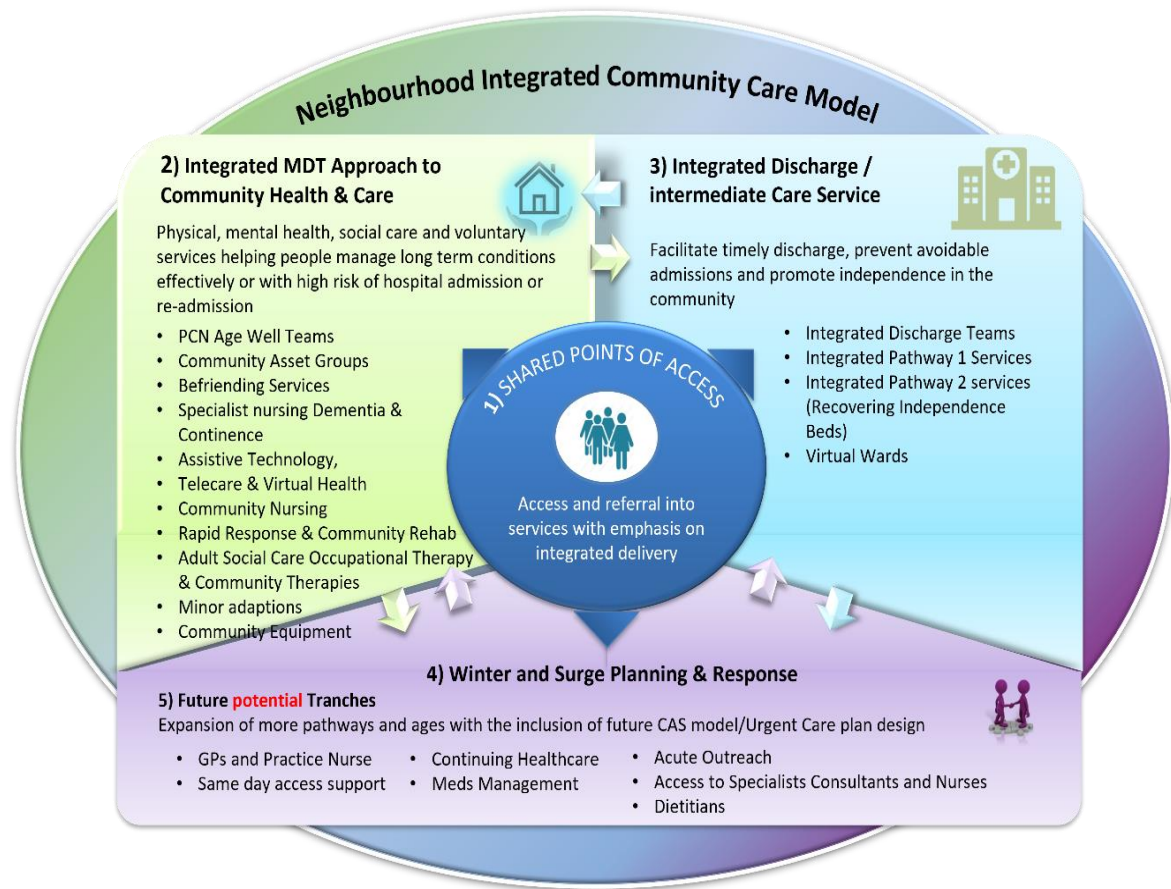 Neighbourhood Integrated Community Care Model
2) Integrated MDT Approach to
Community Health & Care
Physical, mental health, social care and voluntary
services helping people manage long term conditions
effectively or with high risk of hospital admission or
re-admission
• PCN Age Well Teams
• Community Asset Groups
• Befriending Services
• Specialist nursing Dementia &
Continence
• Assistive Technology,
• Telecare & Virtual Health
• Community Nursing
• Rapid Response & Community Rehab
• Adult Social Care Occupational Therapy
& Community Therapies
• Minor adaptions
• Community Equipment
3) Integrated Discharge /
intermediate Care Service
Facilitate timely discharge, prevent avoidable
admissions and promote independence in the
community
• Integrated Discharge Teams
• Integrated Pathway 1 Services
• Integrated Pathway 2 services
(Recovering Independence
Beds)
• Virtual Wards
1) SHARED POINTS OF ACCESS
Access and referral into
services with emphasis on
integrated delivery
4) Winter and Surge Planning & Response
5) Future potential Tranches
Expansion of more pathways and ages with the inclusion of future CAS model/Urgent Care plan design
• GPs and Practice Nurse
• Same day access support
• Continuing Healthcare
• Meds Management
• Acute Outreach
• Access to Specialists Consultants and Nurses
• Dietitians